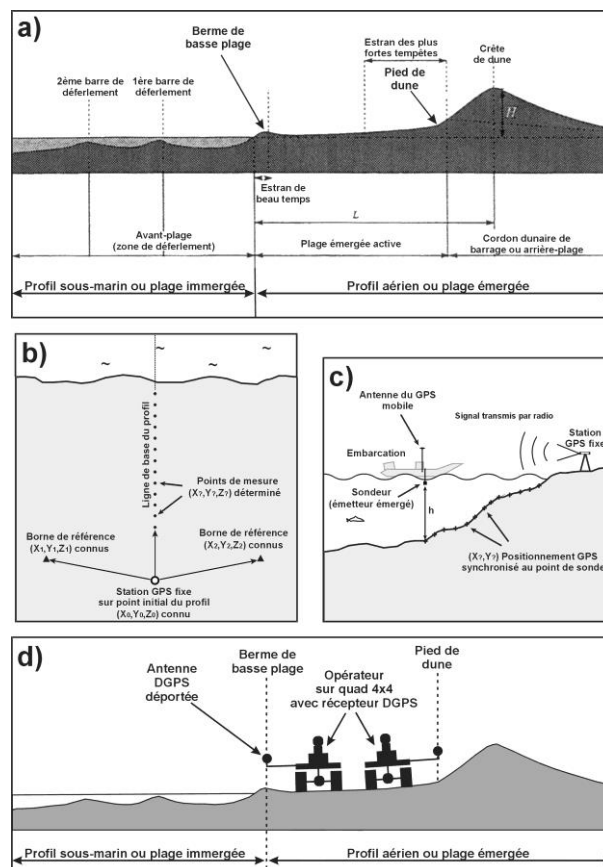 a)
Berme de
basse plage
Estran des plus
fortes tempêtes
Crête
de dune
2ème barre de
déferlement
1ère barre de
déferlement
Pied de
dune
H
Estran de
beau temps
L
Avant-plage
(zone de déferlement)
Plage émergée active
Cordon dunaire de
barrage ou arrière-plage
Profil sous-marin ou plage immergée
Profil aérien ou plage émergée
b)
~ ~ ~ ~
Ligne de base du profil
Points de mesure
(X?,Y?,Z?) déterminé
Borne de référence
(X1,Y1,Z1) connus
Borne de référence
(X2,Y2,Z2) connus
Station GPS fixe
sur point initial du profil
(X0,Y0,Z0) connu
c)
Antenne du GPS
mobile
Signal transmis par radio
Station
GPS fixe
Embarcation
Sondeur
(émetteur émergé)
h
(X?,Y?) Positionnement GPS
synchronisé au point de sonde
d)
Antenne
DGPS
déportée
Berme de
basse plage
Opérateur
sur quad 4x4
avec récepteur DGPS
Pied de
dune
Profil sous-marin ou plage immergée
Profil aérien ou plage émergée